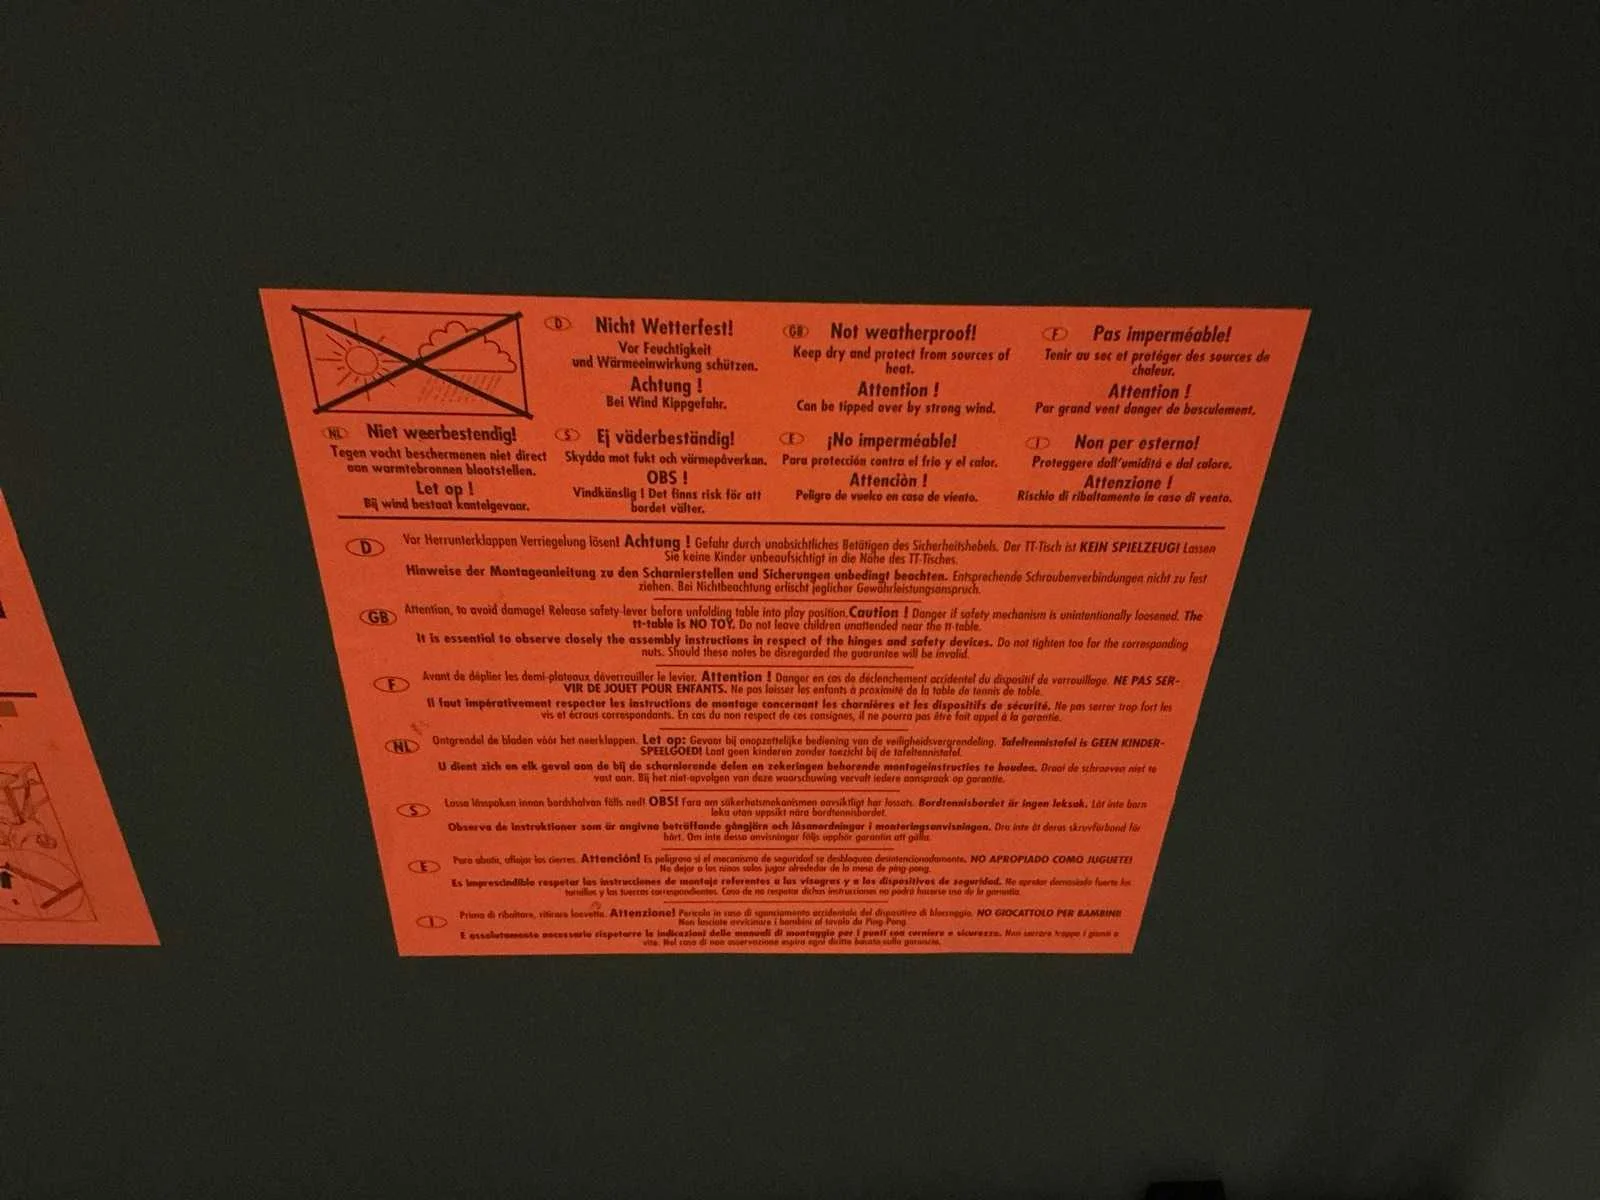 D Nicht Wetterfest!
Vor Feuchtigkeit
und Wärmeeinwirkung schützen.
Achtung !
Bei Wind Kippgefahr.
GB Not weatherproof!
Keep dry and protect from sources of
heat.
Attention !
Can be tipped over by strong wind.
F Pas imperméable!
Tenir au sec et protéger des sources de
chaleur.
Attention !
Par grand vent danger de basculement.
NL Niet weerbestendig!
Tegen vocht beschermenen niet direct
aan warmtebronnen blootstellen.
Let op !
Bij wind bestaat kantelgevaar.
S Ej väderbeständig!
Skydda mot fukt och värmepåverkan.
OBS !
Vindkänslig ! Det finns risk för att
bordet välter.
E ¡No imperméable!
Para protección contra el frio y el calor.
Atención !
Peligro de vuelco en caso de viento.
I Non per esterno!
Proteggere dall'umiditá e dal calore.
Attenzione !
Rischio di ribaltamento in caso di vento.
D Vor Herrunterklappen Verriegelung lösen! Achtung ! Gefahr durch unabsichtliches Betätigen des Sicherheitshebels. Der TT-Tisch ist KEIN SPIELZEUG! Lassen
Sie keine Kinder unbeaufsichtigt in die Nähe des TT-Tisches.
Hinweise der Montageanleitung zu den Scharnierstellen und Sicherungen unbedingt beachten. Entsprechende Schraubenverbindungen nicht zu fest
ziehen. Bei Nichtbeachtung erlischt jeglicher Gewährleistungsanspruch.
GB Attention, to avoid damage! Release safety-lever before unfolding table into play position. Caution ! Danger if safety mechanism is unintentionally loosened. The
tt-table is NO TOY. Do not leave children unattended near the tt-table.
It is essential to observe closely the assembly instructions in respect of the hinges and safety devices. Do not tighten too far the corresponding
nuts. Should these notes be disregarded the guarantee will be invalid.
F Avant de déplier les demi-plateaux déverrouiller le levier. Attention ! Danger en cas de déclenchement accidentel du dispositif de verrouillage. NE PAS SER-
VIR DE JOUET POUR ENFANTS. Ne pas laisser les enfants à proximité de la table de tennis de table.
Il faut impérativement respecter les instructions de montage concernant les charnières et les dispositifs de sécurité. Ne pas serrer trop fort les
vis et écrous correspondants. En cas du non respect de ces consignes, il ne pourra pas être fait appel à la garantie.
NL Ontgrendel de bladen vóór het neerklappen. Let op: Gevaar bij onopzettelijke bediening van de veiligheidsvergrendeling. Tafeltennistafel is GEEN KINDER-
SPEELGOED! Laat geen kinderen zonder toezicht bij de tafeltennistafel.
U dient zich en elk geval aan de bij de scharnierende delen en zekeringen behorende montageinstructies te houden. Draai de schroeven niet te
vast aan. Bij het niet-opvolgen van deze waarschuwing vervalt iedere aanspraak op garantie.
S Lossa låsspaken innan bordshalvan fälls ned! OBS! Fara om säkerhetsmekanismen oavsiktligt har lossats. Bordtennisbordet är ingen leksak. Låt inte barn
leka utan uppsikt nära bordtennisbordet.
Observa de instruktioner som är angivna beträffande gångjärn och låsanordningar i monteringsanvisningen. Dra inte åt deras skruvförband för
hårt. Om inte dessa anvisningar följs upphör garantin att gälla.
E Para abatir, aflojar los cierres. Atención! Es peligroso si el mecanismo de seguridad se desbloquea desintencionadamente. NO APROPIADO COMO JUGUETE!
No dejar a los ninos solos jugar alrededor de la mesa de ping-pong.
Es imprescindible respetar las instrucciones de montaje referentes a las visagras y a los dispositivos de seguridad. No apretar demasiado fuerte los
tornillos y las tuercas correspondientes. Caso de no respetar dichas instrucciones no podrá hacerse uso de la garantía.
I Prima di ribaltare, ritirare Attenzione! Pericolo in caso di sganciamento accidentale del dispositivo di bloccaggio. NO GIOCATTOLO PER BAMBINI!
Non lasciate avvicinare i bambini al tavolo da Ping-Pong.
E assolutamente necessario rispetarre le indicazioni delle manuali di montaggio per i punti con cerniere e sicurezza. Non serrare troppo i giunti a
vite. Nel caso di non osservazione espira ogni diritto basato sulla garanzia.